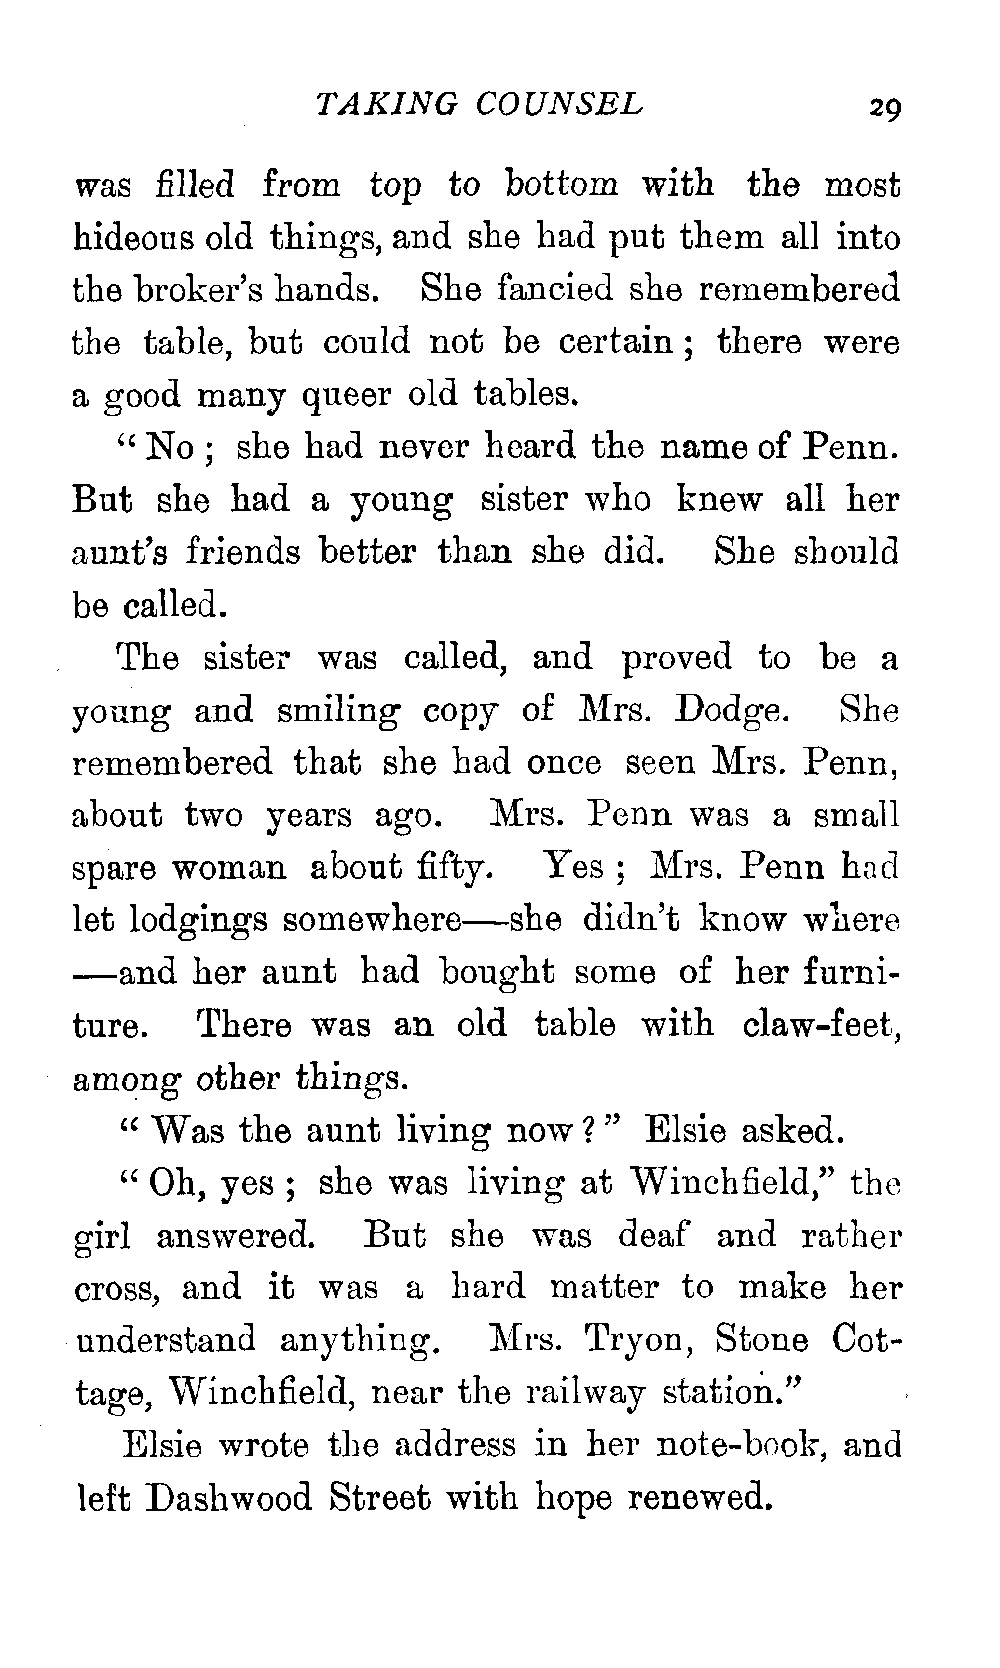 TAKING COUNSEL 29
was filled from top to bottom with the most
hideous old things, and she had put them all into
the broker's hands. She fancied she remembered
the table, but could not be certain; there were
a good many queer old tables.
"No; she had never heard the name of Penn.
But she had a young sister who knew all her
aunt's friends better than she did. She should
be called.
The sister was called, and proved to be a
young and smiling copy of Mrs. Dodge. She
remembered that she had once seen Mrs. Penn,
about two years ago. Mrs. Penn was a small
spare woman about fifty. Yes; Mrs. Penn had
let lodgings somewhere—she didn't know where
—and her aunt had bought some of her furni-
ture. There was an old table with claw-feet,
among other things.
"Was the aunt living now?" Elsie asked.
"Oh, yes; she was living at Winchfield," the
girl answered. But she was deaf and rather
cross, and it was a hard matter to make her
understand anything. Mrs. Tryon, Stone Cot-
tage, Winchfield, near the railway station."
Elsie wrote the address in her note-book, and
left Dashwood Street with hope renewed.